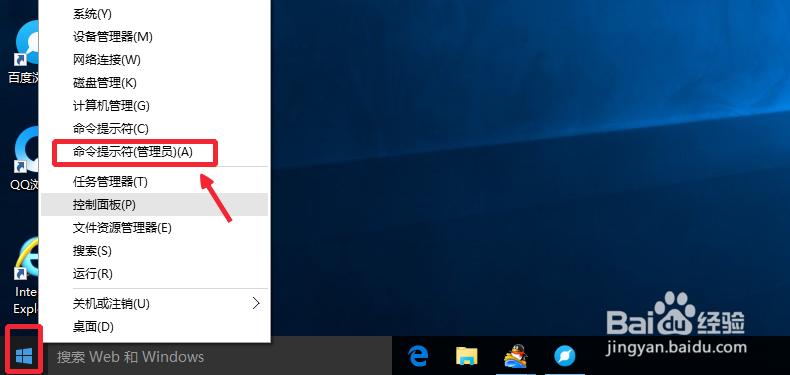 系统(Y)
设备管理器(M)
网络连接(W)
磁盘管理(K)
计算机管理(G)
命令提示符(C)
命令提示符(管理员)(A)
任务管理器(T)
控制面板(P)
文件资源管理器(E)
搜索(S)
运行(R)
关机或注销(U)
桌面(D)
百度浏
QQ浏
Inte
Expl
搜索 Web 和 Windows
Bai du 经验
jingyan.baidu.com